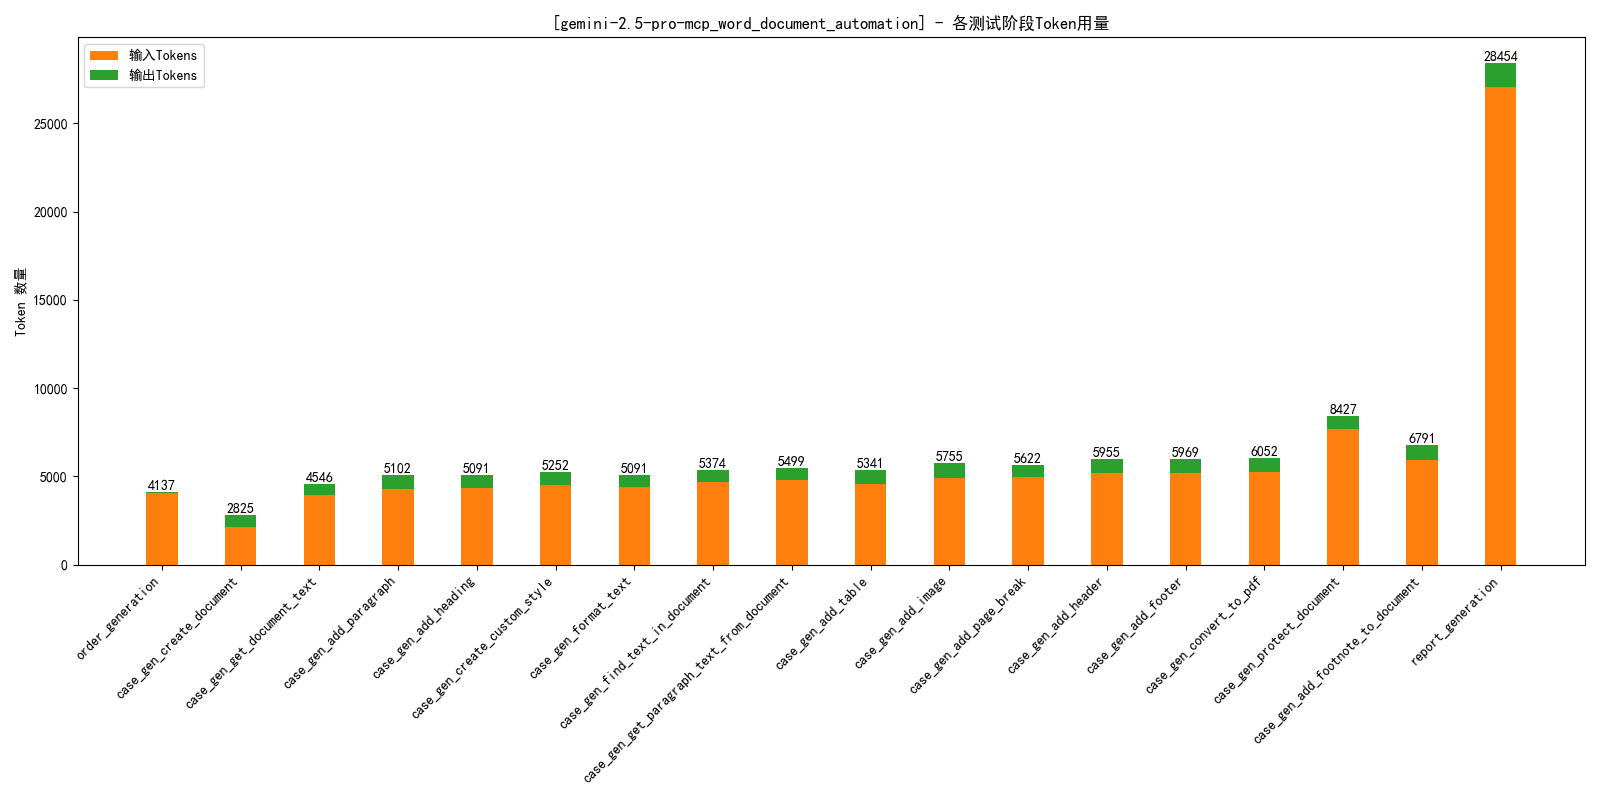 [gemini-2.5-pro-mcp_word_document_automation] - 各测试阶段Token用量
输入Tokens
输出Tokens
Token 数量
25000
20000
15000
10000
5000
0
4137
2825
4546
5102
5091
5252
5091
5374
5499
5341
5755
5622
5955
5969
6052
8427
6791
28454
order_generation
case_gen_create_document
case_gen_get_document_text
case_gen_add_paragraph
case_gen_add_heading
case_gen_create_custom_style
case_gen_format_text
case_gen_find_text_in_document
case_gen_get_paragraph_text_from_document
case_gen_add_table
case_gen_add_image
case_gen_add_page_break
case_gen_add_header
case_gen_add_footer
case_gen_convert_to_pdf
case_gen_protect_document
case_gen_add_footnote_to_document
report_generation